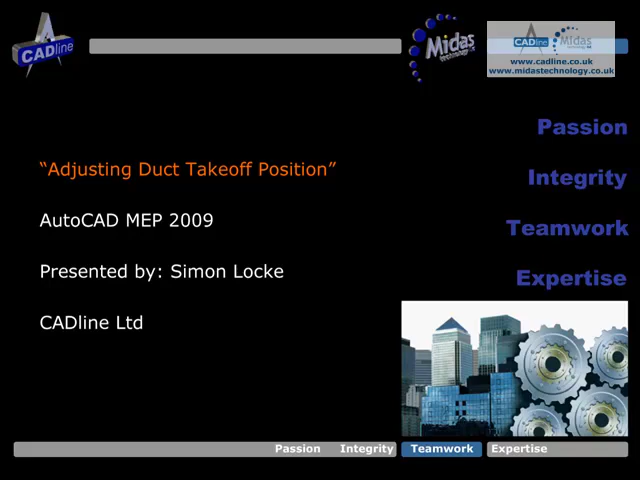 CADline
Midas
technology
CADline Midas
www.cadline.co.uk
www.midastechnology.co.uk
Passion
“Adjusting Duct Takeoff Position”
Integrity
AutoCAD MEP 2009
Teamwork
Presented by: Simon Locke
Expertise
CADline Ltd
Passion Integrity Teamwork Expertise